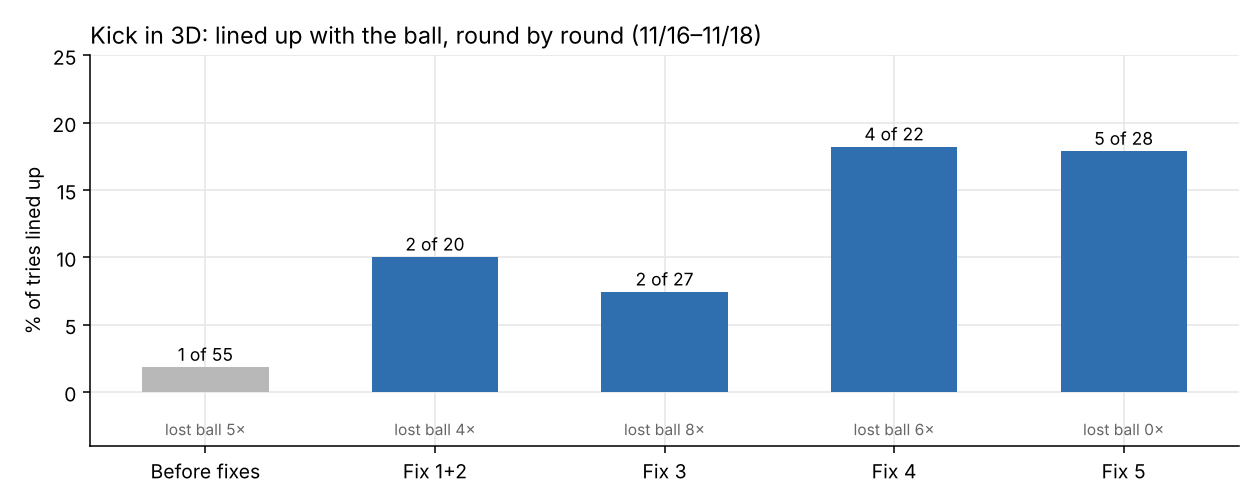 Kick in 3D: lined up with the ball, round by round (11/16–11/18)
% of tries lined up
25
20
15
10
5
0
1 of 55
2 of 20
2 of 27
4 of 22
5 of 28
lost ball 5×
lost ball 4×
lost ball 8×
lost ball 6×
lost ball 0×
Before fixes
Fix 1+2
Fix 3
Fix 4
Fix 5